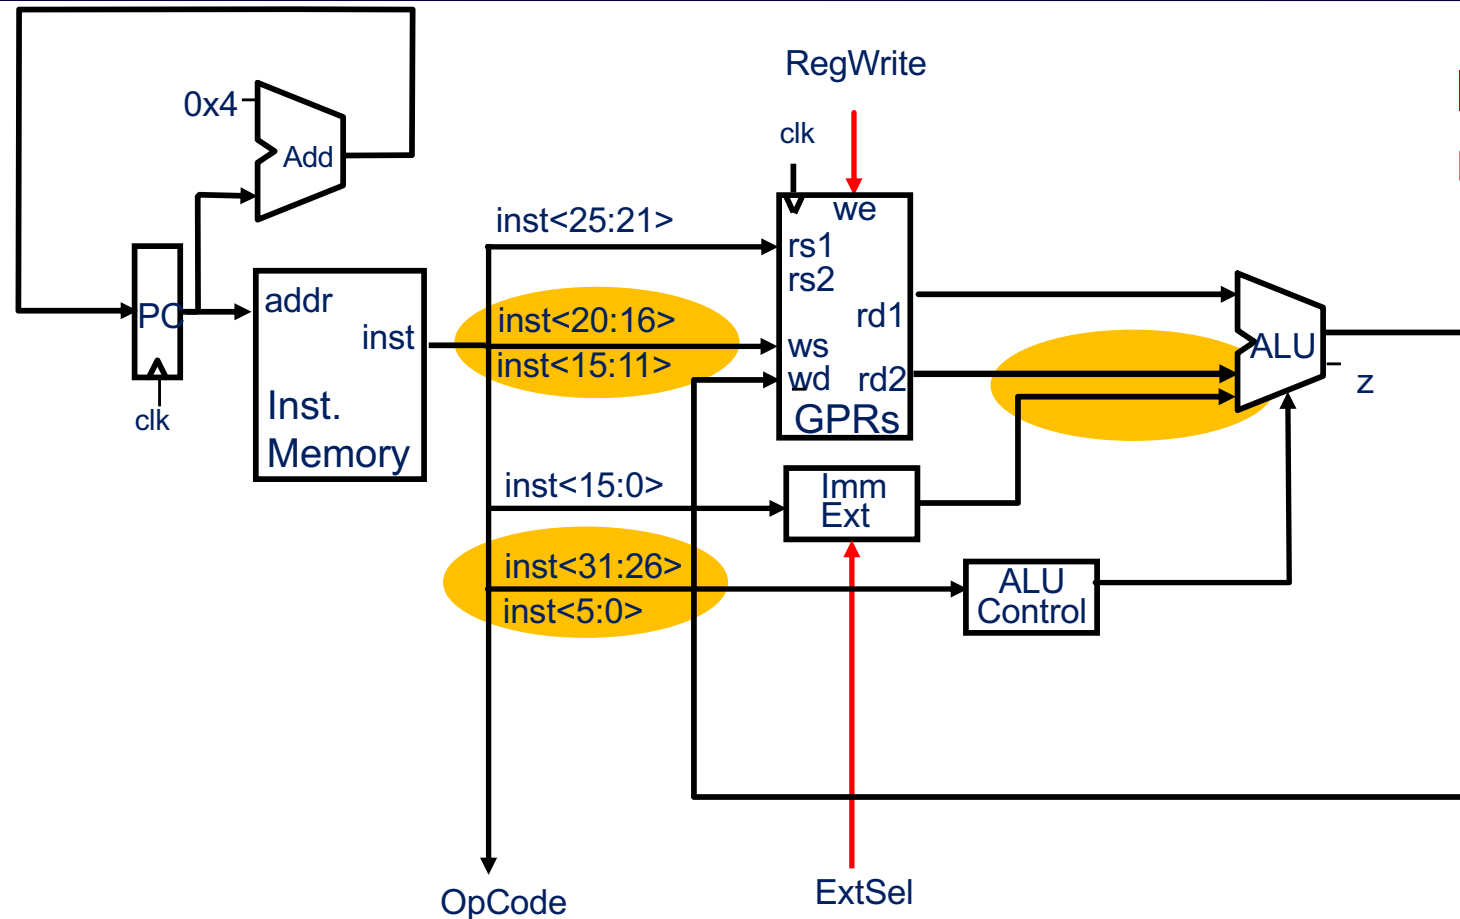 0x4
Add
PC
clk
addr
inst
Inst.
Memory
RegWrite
clk
we
rs1
rs2
rd1
ws
wd
rd2
GPRs
inst<25:21>
inst<20:16>
inst<15:11>
inst<15:0>
Imm
Ext
inst<31:26>
inst<5:0>
ALU
Control
ALU
z
OpCode
ExtSel